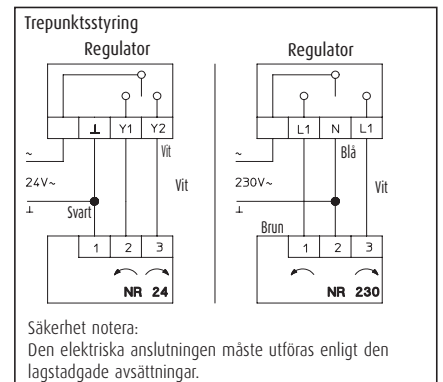 Trepunktsstyring
Regulator Regulator
⊥ Y1 Y2 L1 N L1
~ Vit ~ Blå
24V~ Vit 230V~ Vit
⊥ Svart ⊥ Brun
1 2 3 1 2 3
NR 24 NR 230
Säkerhet notera:
Den elektriska anslutningen måste utföras enligt den
lagstadgade avsättningar.